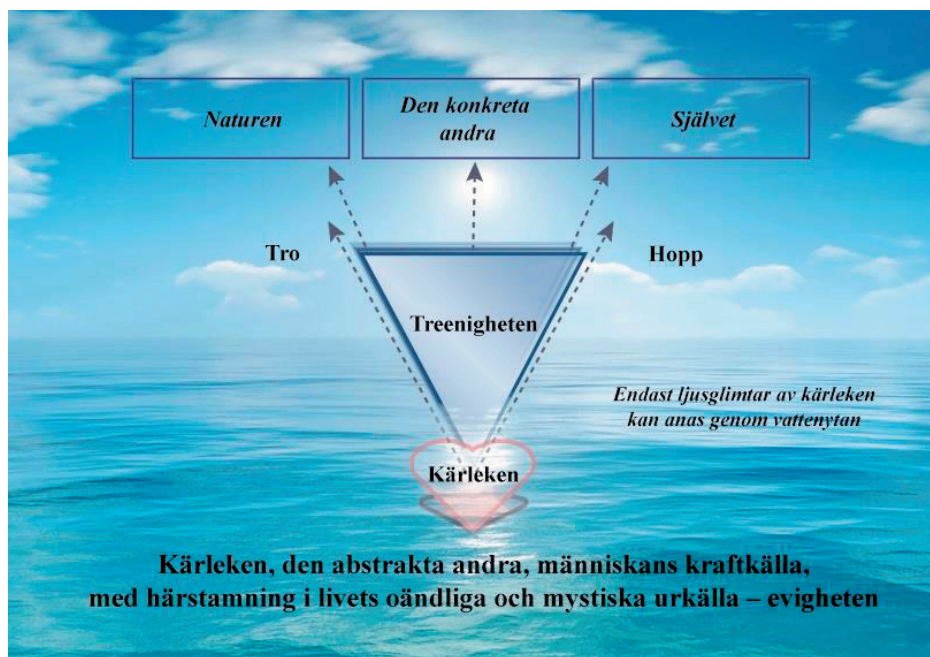 Naturen
Den konkreta
andra
Självet
Tro
Hopp
Treenigheten
Endast ljusglimtar av kärleken
kan anas genom vattenytan
Kärleken
Kärleken, den abstrakta andra, människans kraftkälla,
med härstamning i livets oändliga och mystiska urkälla – evigheten